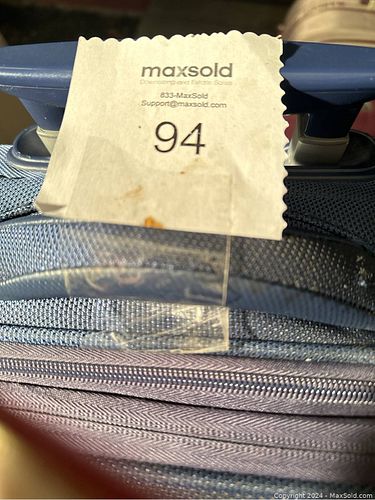 maxsold
Downsizing and Estate Sales
833-MaxSold
Support@maxsold.com
94
Copyright © 2024 - MaxSold.com